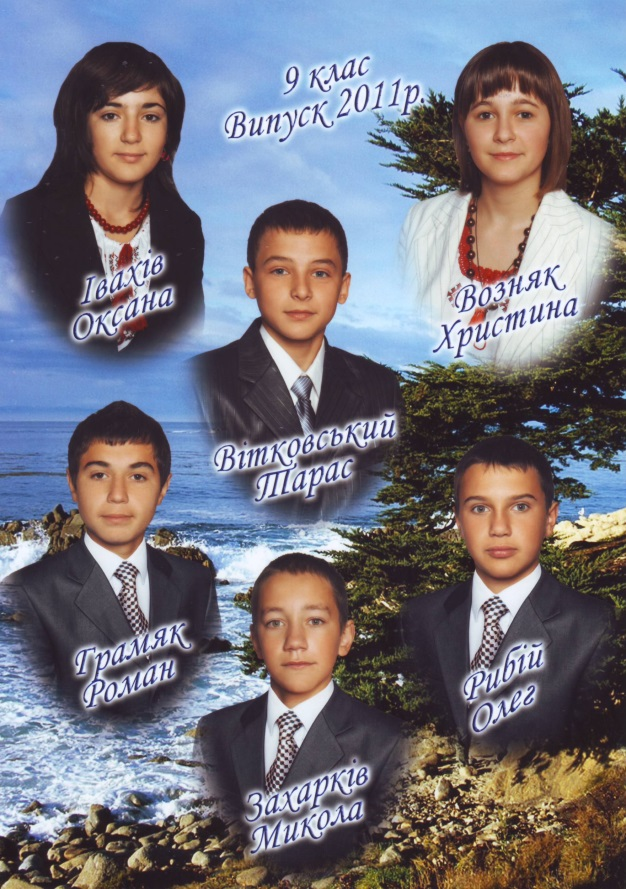 9 клас
Випуск 2011р.
Івахів
Оксана
Возняк
Христина
Вітковський
Тарас
Грамяк
Роман
Рибій
Олег
Захарків
Микола